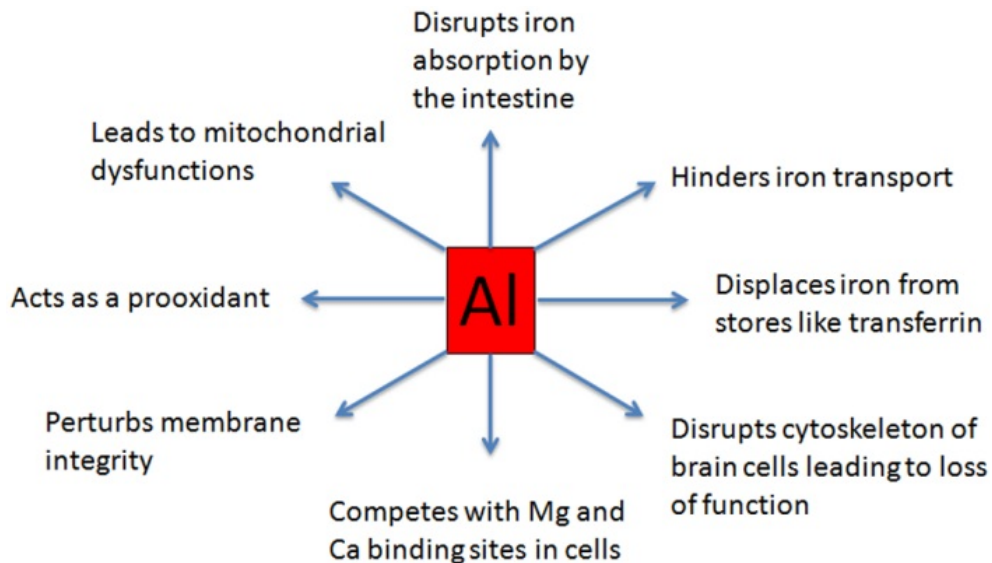 Disrupts iron
absorption by
the intestine
Leads to mitochondrial
dysfunctions
Hinders iron transport
Acts as a prooxidant
Al
Displaces iron from
stores like transferrin
Perturbs membrane
integrity
Disrupts cytoskeleton of
brain cells leading to loss
of function
Competes with Mg and
Ca binding sites in cells